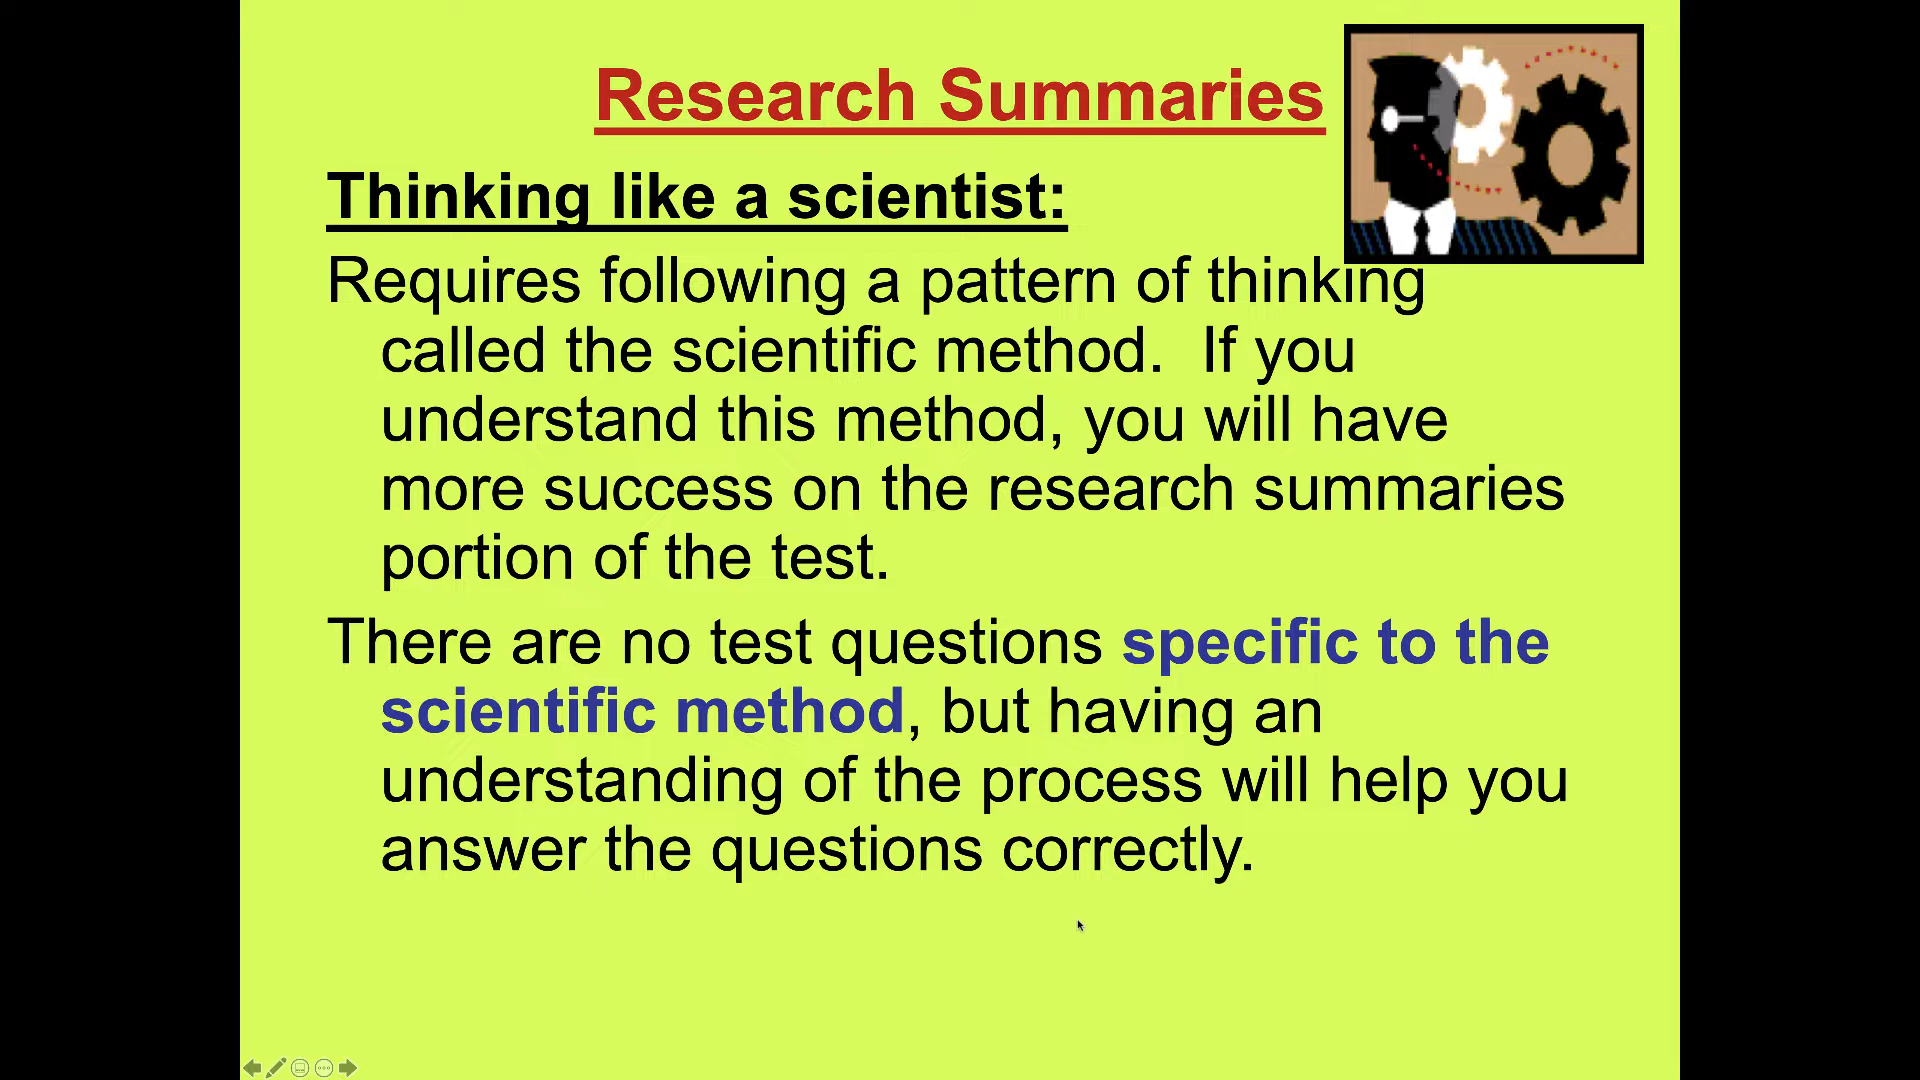 Research Summaries
Thinking like a scientist:
Requires following a pattern of thinking
called the scientific method.  If you
understand this method, you will have
more success on the research summaries
portion of the test.
There are no test questions specific to the
scientific method, but having an
understanding of the process will help you
answer the questions correctly.